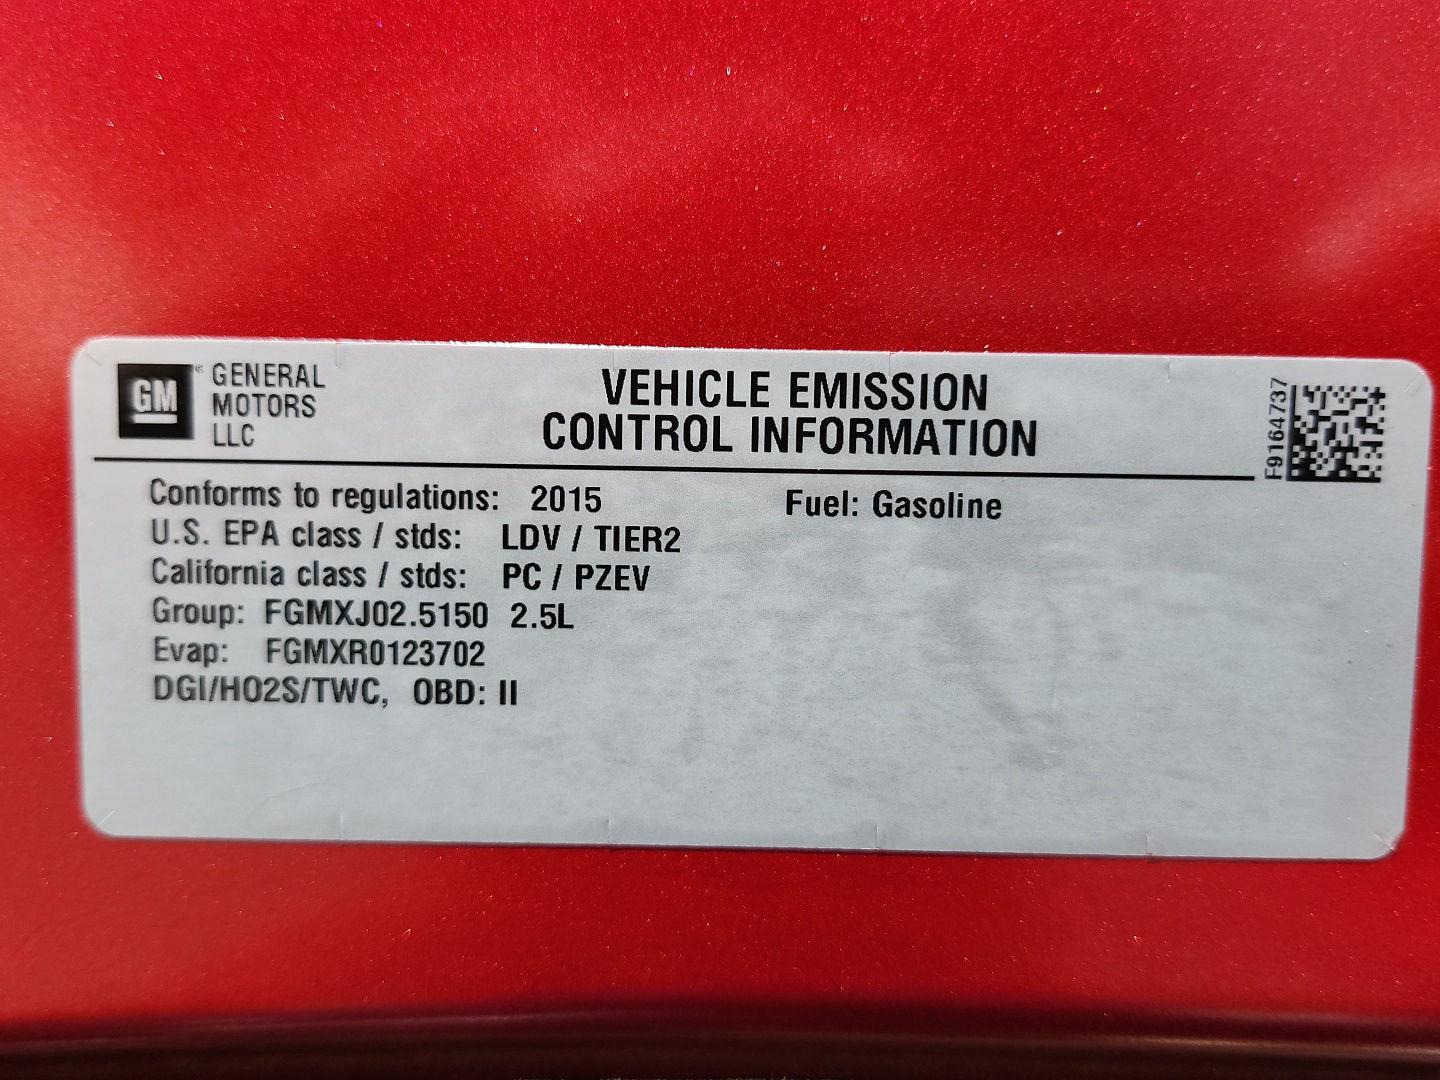 GM
GENERAL
MOTORS
LLC
VEHICLE EMISSION
CONTROL INFORMATION
F9164737
Conforms to regulations: 2015 Fuel: Gasoline
U.S. EPA class / stds: LDV / TIER2
California class / stds: PC / PZEV
Group: FGMXJ02.5150 2.5L
Evap: FGMXR0123702
DGI/HO2S/TWC, OBD: II